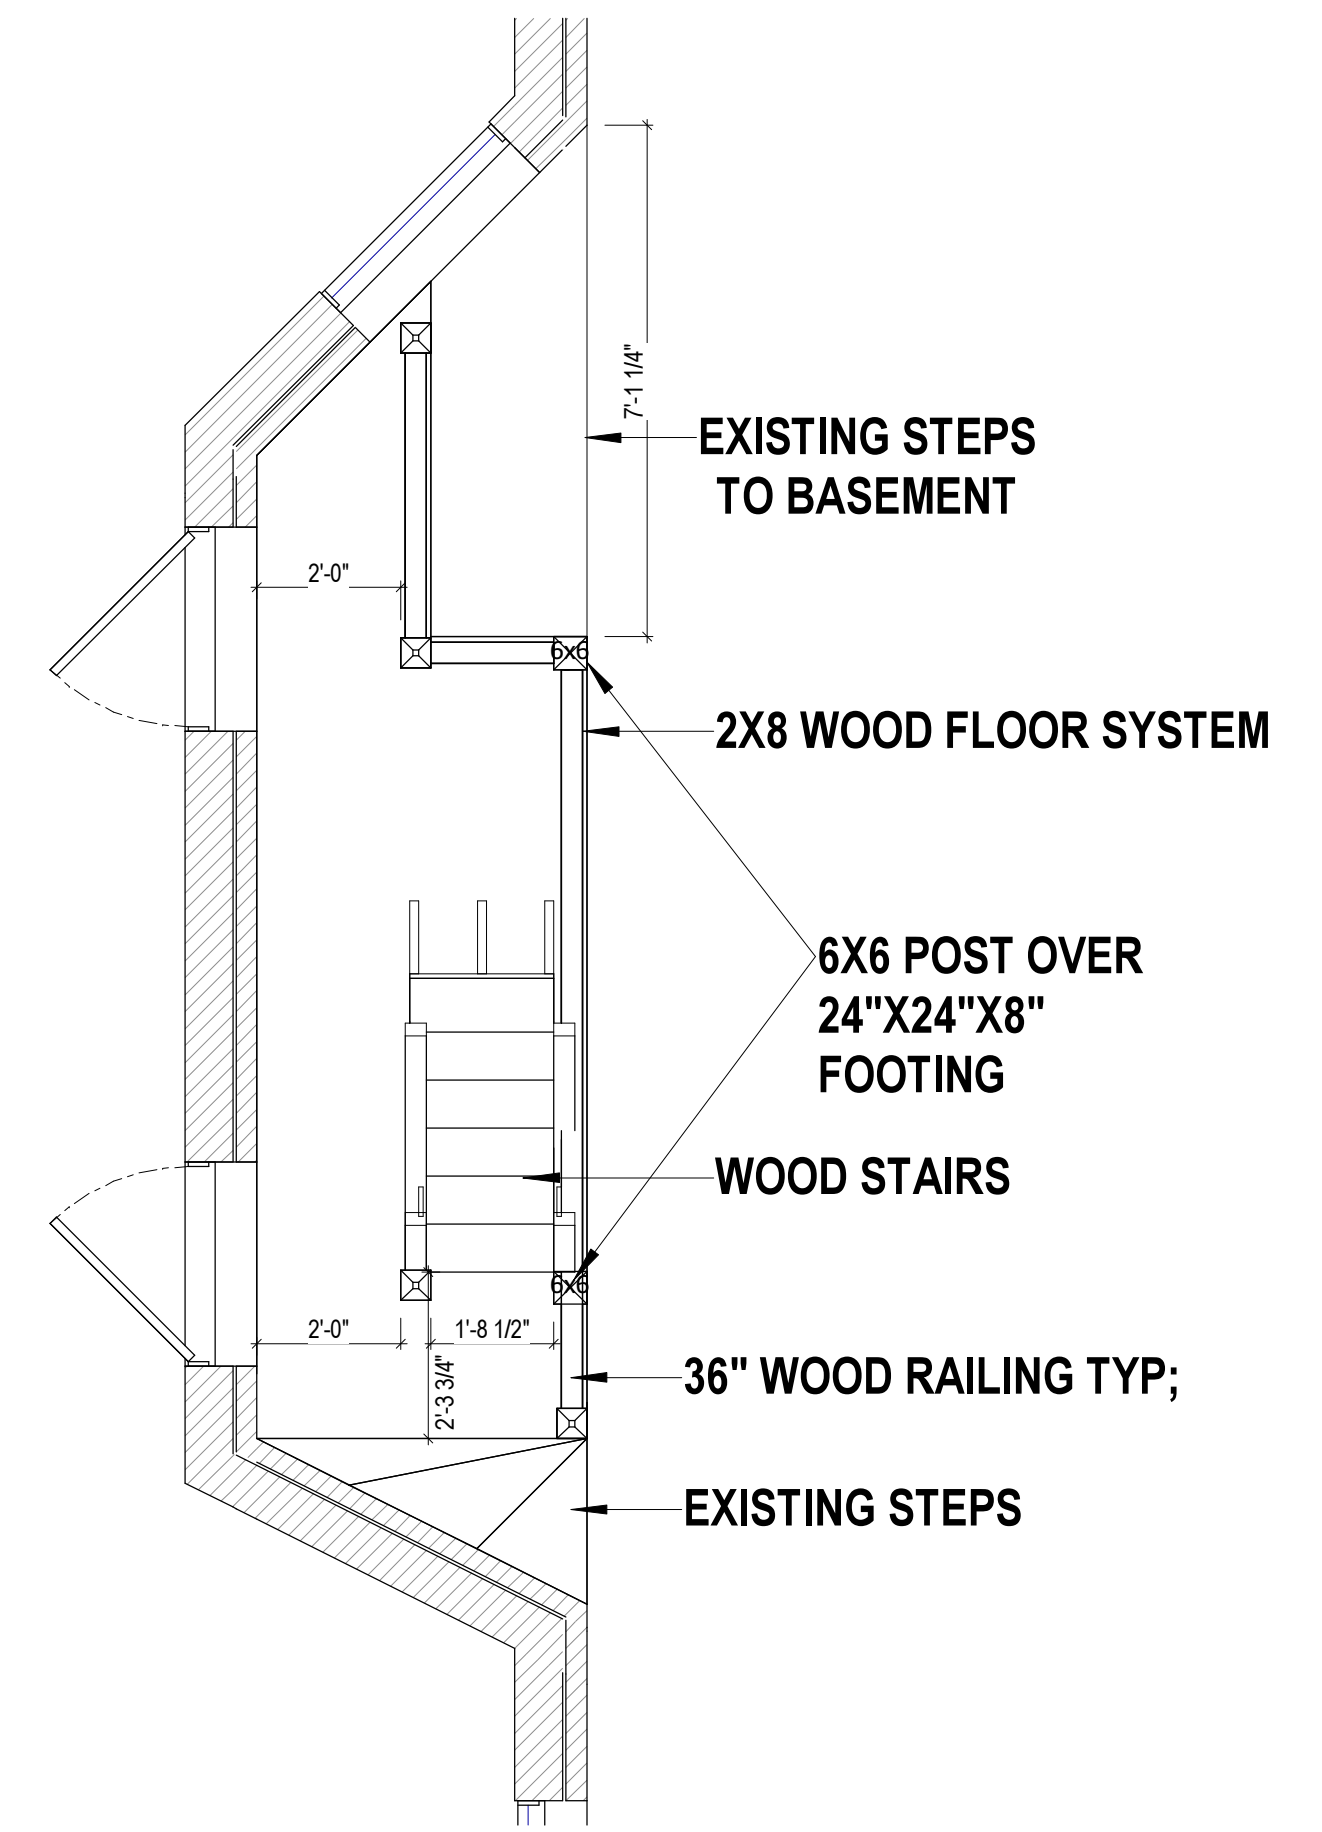 7'-1 1/4"
EXISTING STEPS
TO BASEMENT
2'-0"
6x6
2X8 WOOD FLOOR SYSTEM
6X6 POST OVER
24"X24"X8"
FOOTING
WOOD STAIRS
6x6
2'-0"
1'-8 1/2"
2'-3 3/4"
36" WOOD RAILING TYP;
EXISTING STEPS